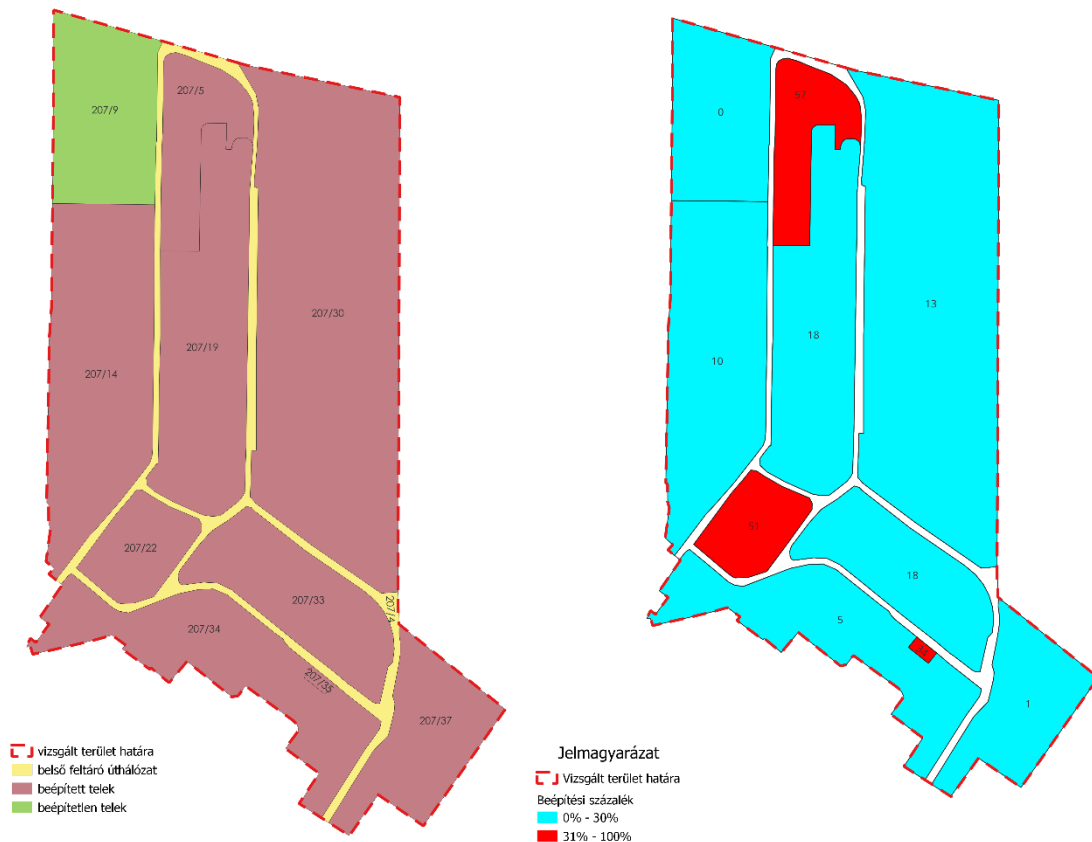 207/9
207/5
207/30
207/19
207/14
207/22
207/33
207/4
207/34
207/35
207/37
vizsgált terület határa
belső feltáró úthálózat
beépített telek
beépítetlen telek
0
57
13
18
10
51
18
5
1
Jelmagyarázat
Vizsgált terület határa
Beépítési százalék
0% - 30%
31% - 100%